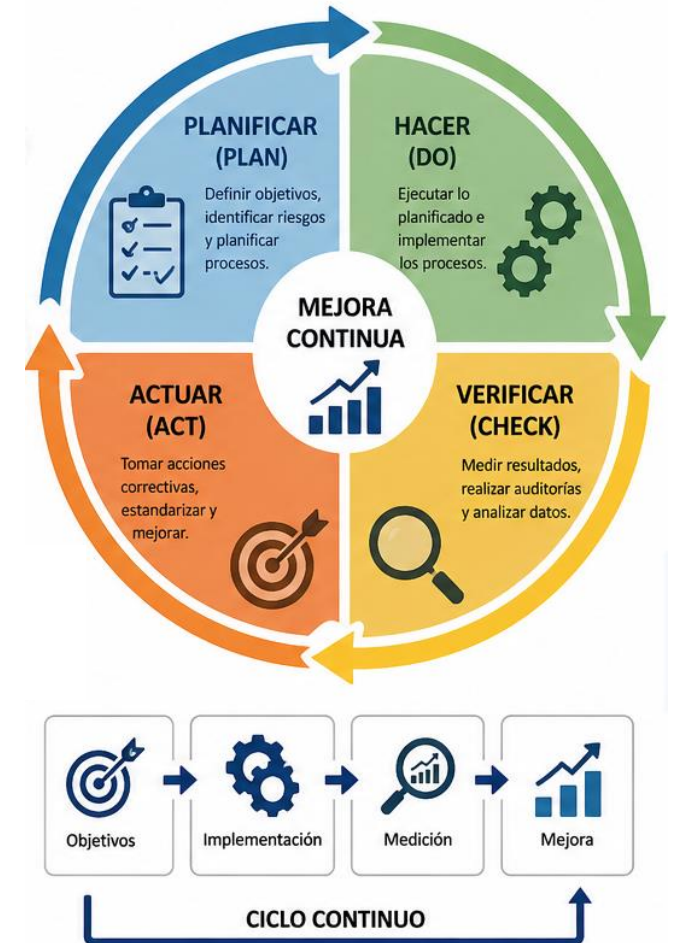 PLANIFICAR
(PLAN)
Definir objetivos,
identificar riesgos
y planificar
procesos.
HACER
(DO)
Ejecutar lo
planificado e
implementar
los procesos.
MEJORA
CONTINUA
ACTUAR
(ACT)
Tomar acciones
correctivas,
estandarizar y
mejorar.
VERIFICAR
(CHECK)
Medir resultados,
realizar auditorías
y analizar datos.
Objetivos
Implementación
Medición
Mejora
CICLO CONTINUO